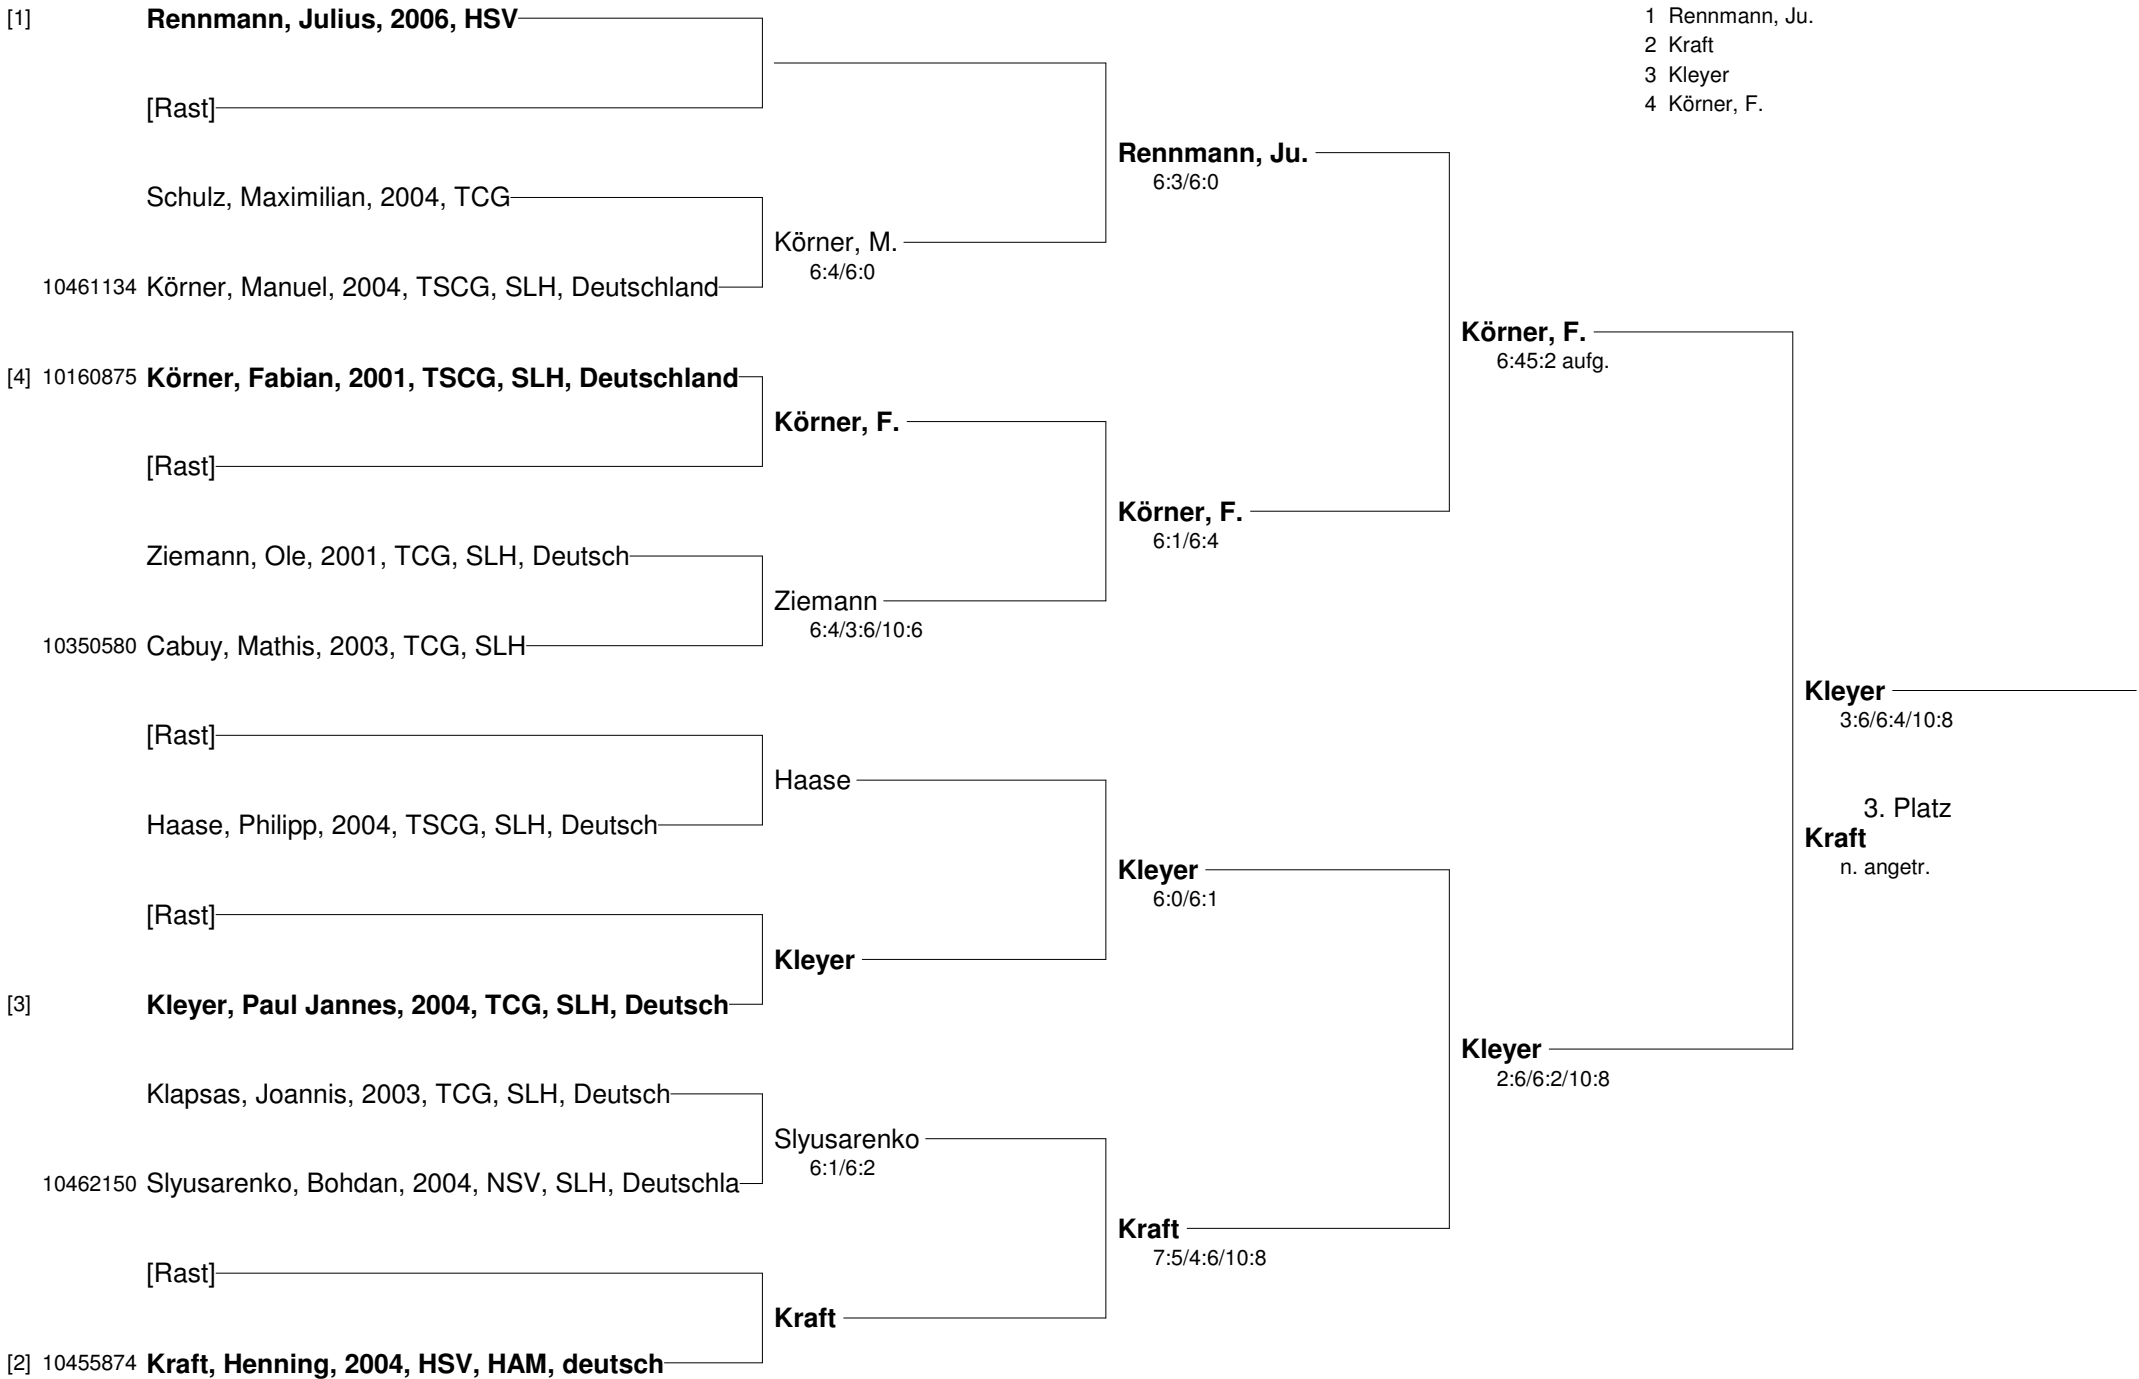 [1] Rennmann, Julius, 2006, HSV
1 Rennmann, Ju.
2 Kraft
3 Kleyer
4 Körner, F.
[Rast]
Rennmann, Ju.
6:3/6:0
Schulz, Maximilian, 2004, TCG
Körner, M.
6:4/6:0
10461134 Körner, Manuel, 2004, TSCG, SLH, Deutschland
Körner, F.
6:45:2 aufg.
[4] 10160875 Körner, Fabian, 2001, TSCG, SLH, Deutschland
Körner, F.
[Rast]
Körner, F.
6:1/6:4
Ziemann, Ole, 2001, TCG, SLH, Deutsch
Ziemann
6:4/3:6/10:6
10350580 Cabuy, Mathis, 2003, TCG, SLH
Kleyer
3:6/6:4/10:8
[Rast]
Haase
3. Platz
Kraft
n. angetr.
Haase, Philipp, 2004, TSCG, SLH, Deutsch
Kleyer
6:0/6:1
[Rast]
Kleyer
[3] Kleyer, Paul Jannes, 2004, TCG, SLH, Deutsch
Kleyer
2:6/6:2/10:8
Klapsas, Joannis, 2003, TCG, SLH, Deutsch
Slyusarenko
6:1/6:2
10462150 Slyusarenko, Bohdan, 2004, NSV, SLH, Deutschla
Kraft
7:5/4:6/10:8
[Rast]
Kraft
[2] 10455874 Kraft, Henning, 2004, HSV, HAM, deutsch